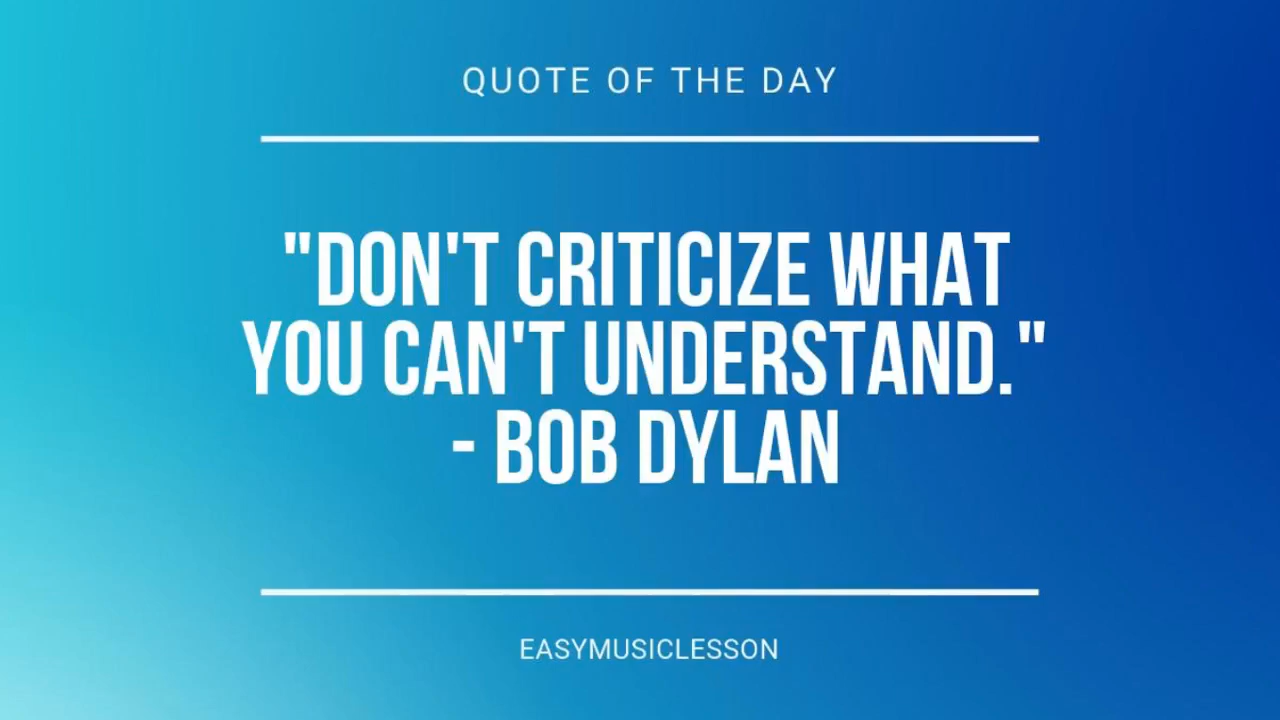 QUOTE OF THE DAY
"DON'T CRITICIZE WHAT
YOU CAN'T UNDERSTAND."
- BOB DYLAN
EASYMUSICLESSON